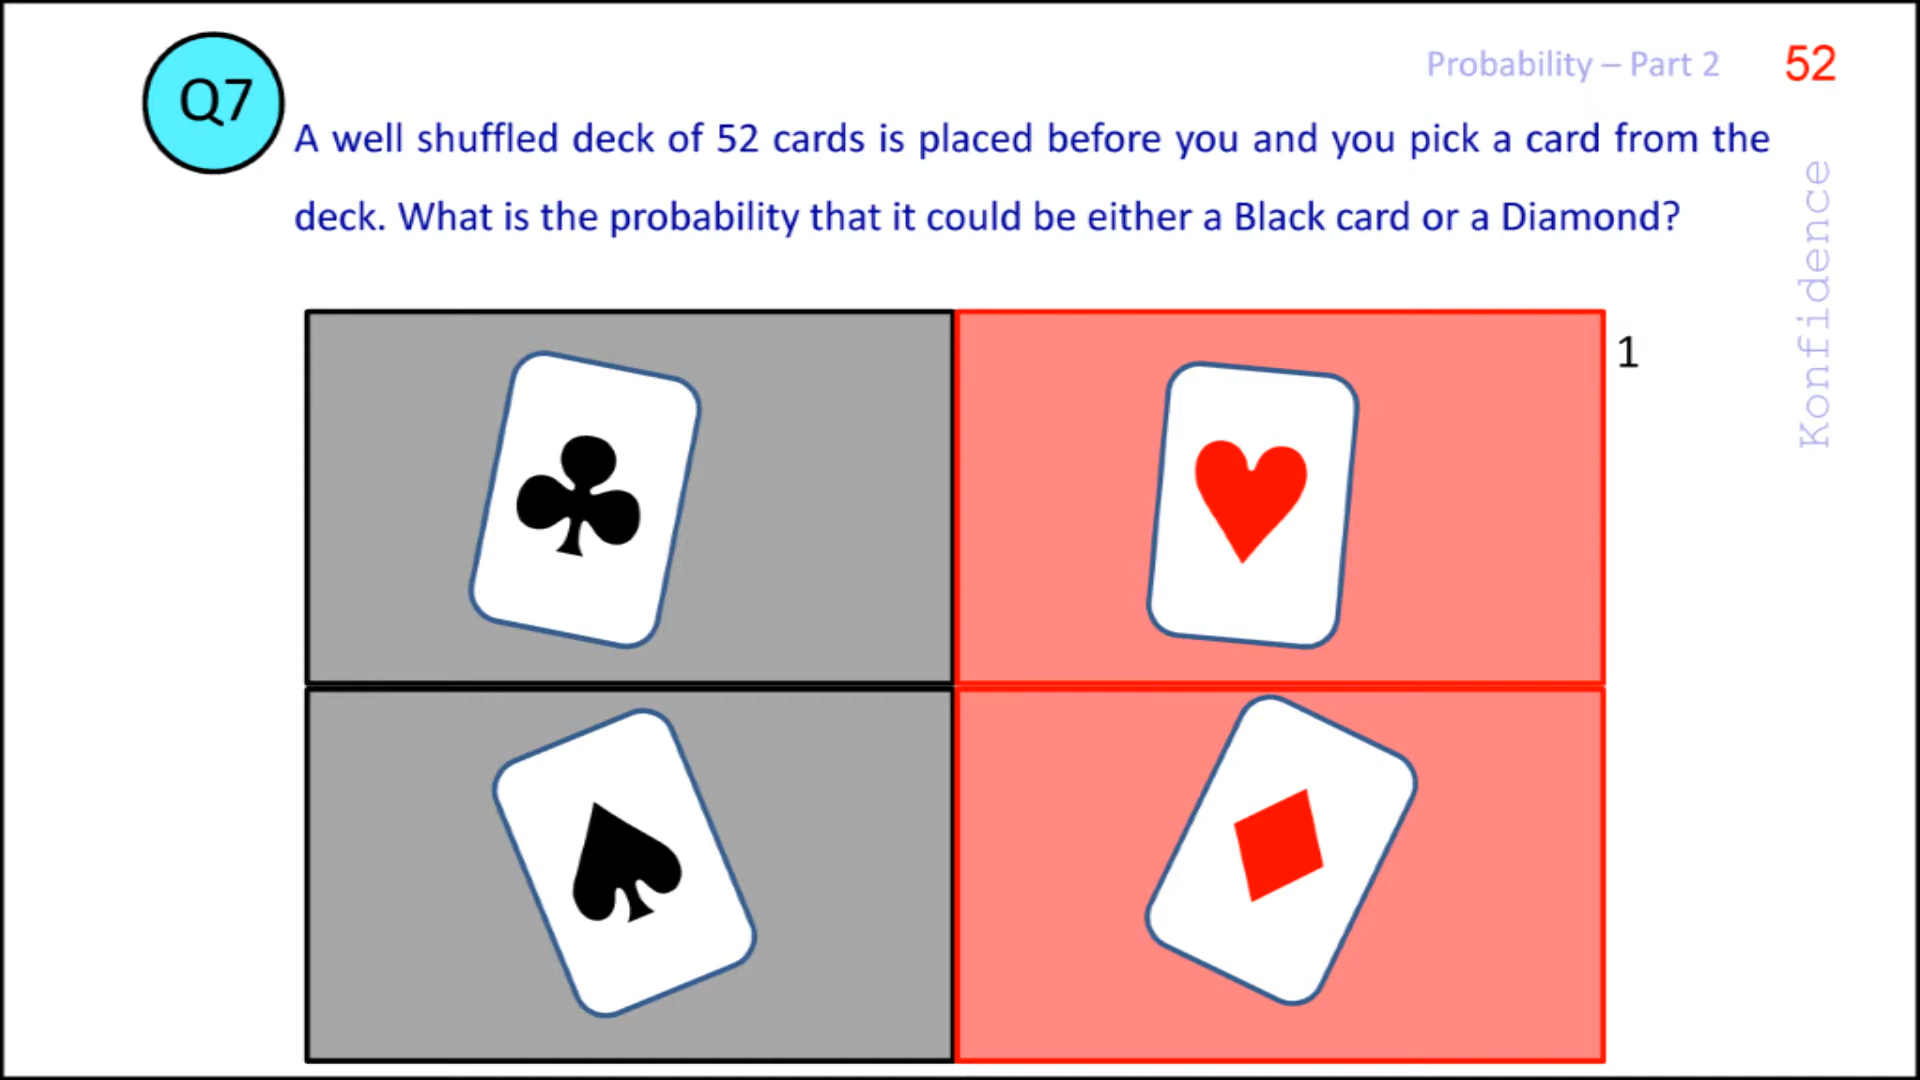 Q7
Probability – Part 2
52
A well shuffled deck of 52 cards is placed before you and you pick a card from the
deck. What is the probability that it could be either a Black card or a Diamond?
1
Konfidence